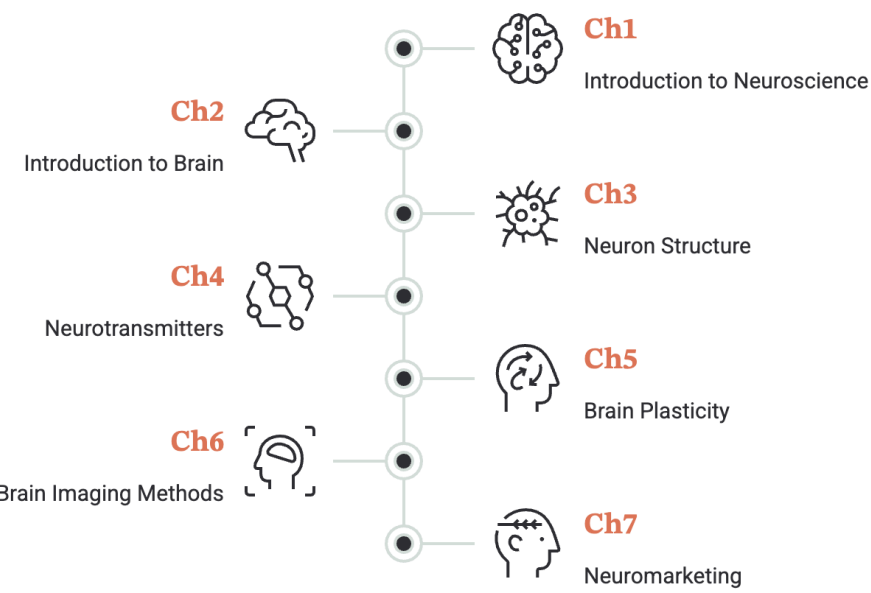 Ch1
Introduction to Neuroscience
Ch2
Introduction to Brain
Ch3
Neuron Structure
Ch4
Neurotransmitters
Ch5
Brain Plasticity
Ch6
Brain Imaging Methods
Ch7
Neuromarketing